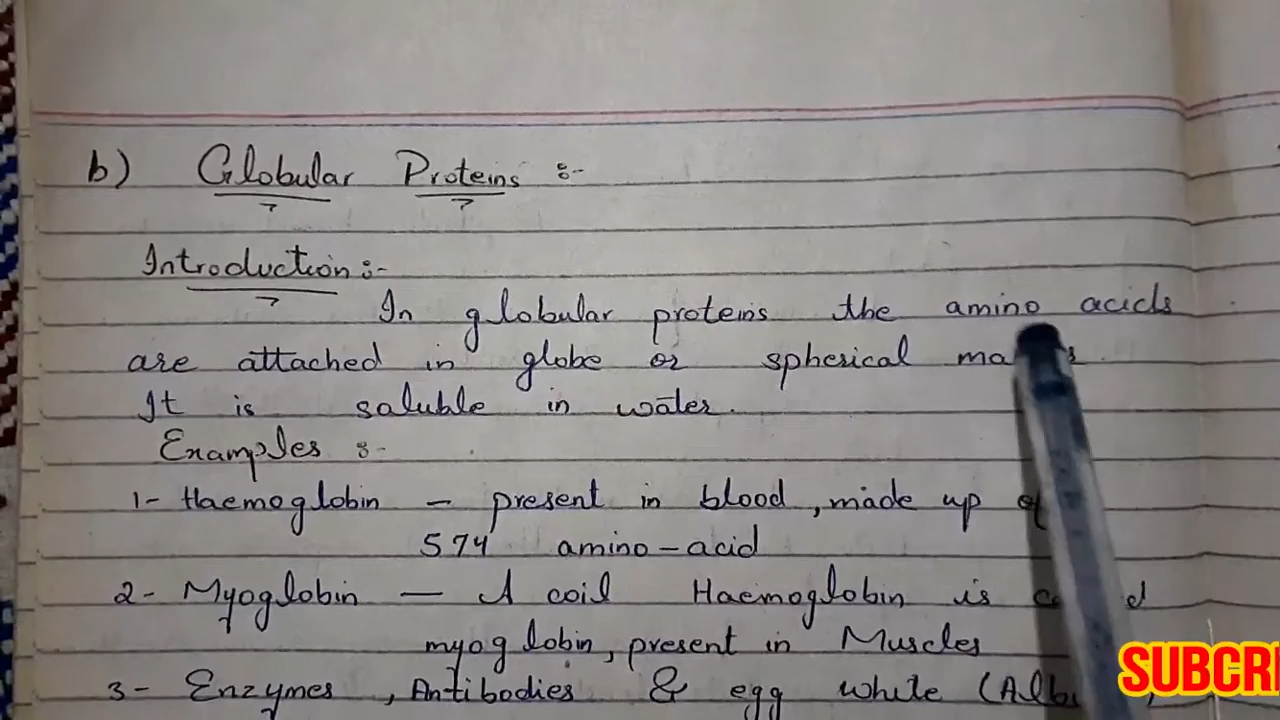 b) Globular Proteins :-
Introduction :-
In globular proteins the amino acids
are attached in globe or spherical
It is saluble in water.
Examples :-
1- Haemoglobin – present in blood, made up of
574 amino-acid
2- Myoglobin — A coil Haemoglobin is
myoglobin, present in Muscles
3- Enzymes, Antibodies & egg white
SUBCRI